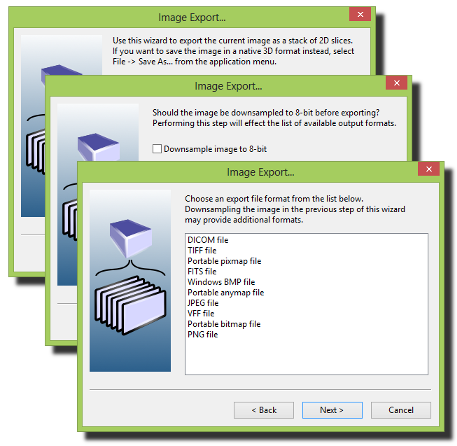 Image Export...
Use this wizard to export the current image as a stack of 2D slices.
If you want to save the image in a native 3D format instead, select
File -> Save As... from the application menu.
Image Export...
Should the image be downsampled to 8-bit before exporting?
Performing this step will effect the list of available output formats.
Downsample image to 8-bit
Image Export...
Choose an export file format from the list below.
Downsampling the image in the previous step of this wizard
may provide additional formats.
DICOM file
TIFF file
Portable pixmap file
FITS file
Windows BMP file
Portable anymap file
JPEG file
VFF file
Portable bitmap file
PNG file
< Back Next > Cancel